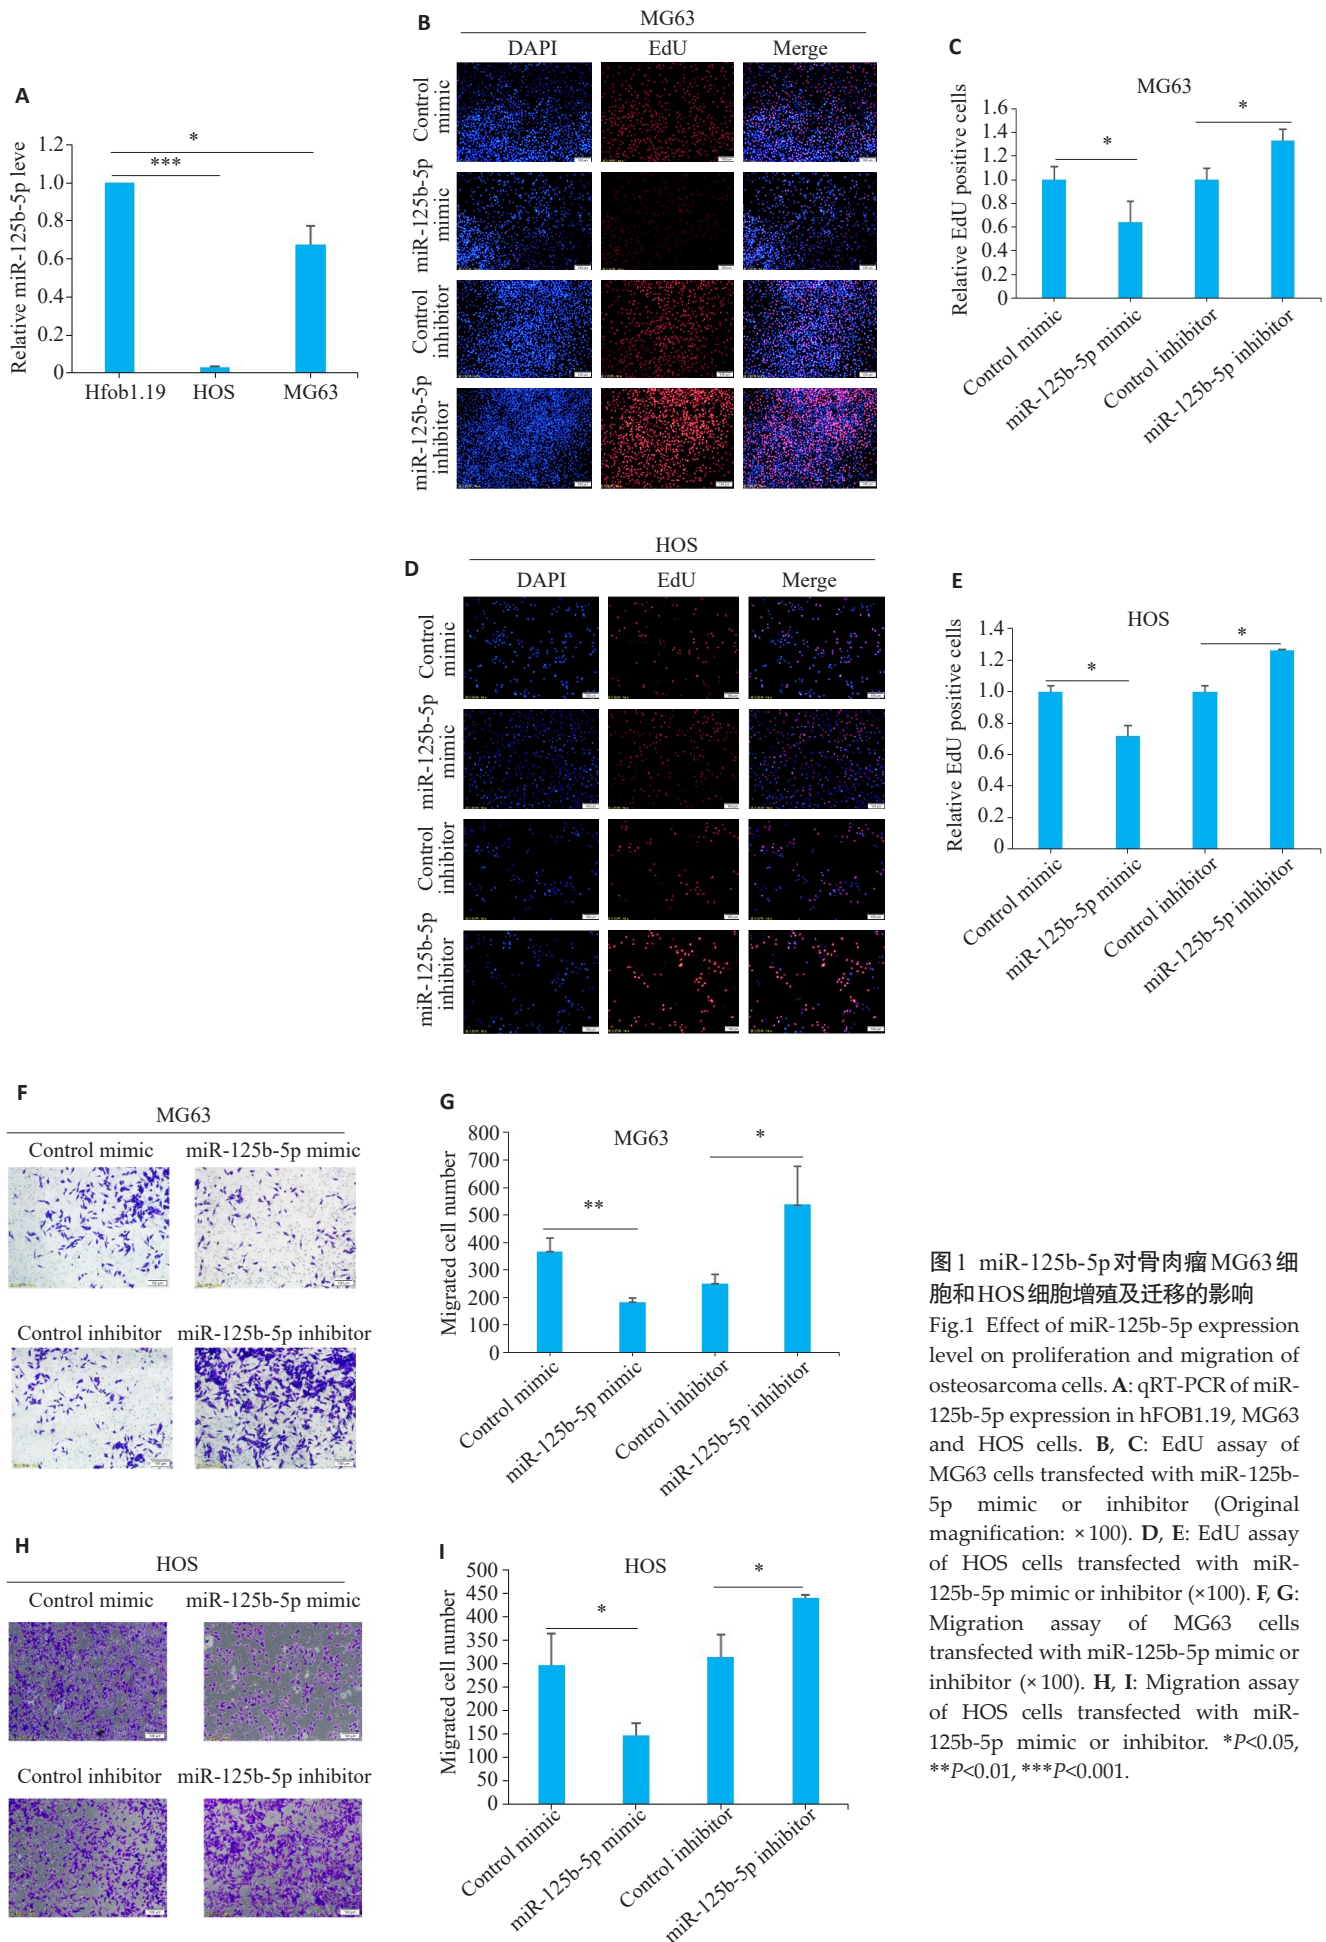 A
Relative miR-125b-5p leve
1.2
1.0
0.8
0.6
0.4
0.2
0
*
***
Hfob1.19
HOS
MG63
B
MG63
DAPI
EdU
Merge
Control
mimic
miR-125b-5p
mimic
Control
inhibitor
miR-125b-5p
inhibitor
C
MG63
Relative EdU positive cells
1.6
1.4
1.2
1.0
0.8
0.6
0.4
0.2
0
*
*
Control mimic
miR-125b-5p mimic
Control inhibitor
miR-125b-5p inhibitor
D
HOS
DAPI
EdU
Merge
Control
mimic
miR-125b-5p
mimic
Control
inhibitor
miR-125b-5p
inhibitor
E
HOS
Relative EdU positive cells
1.4
1.2
1.0
0.8
0.6
0.4
0.2
0
*
*
Control mimic
miR-125b-5p mimic
Control inhibitor
miR-125b-5p inhibitor
F
MG63
Control mimic
miR-125b-5p mimic
Control inhibitor
miR-125b-5p inhibitor
G
MG63
Migrated cell number
800
700
600
500
400
300
200
100
0
**
*
Control mimic
miR-125b-5p mimic
Control inhibitor
miR-125b-5p inhibitor
H
HOS
Control mimic
miR-125b-5p mimic
Control inhibitor
miR-125b-5p inhibitor
I
HOS
Migrated cell number
500
450
400
350
300
250
200
150
100
50
0
*
*
Control mimic
miR-125b-5p mimic
Control inhibitor
miR-125b-5p inhibitor
图1 miR-125b-5p对骨肉瘤MG63细
胞和HOS细胞增殖及迁移的影响
Fig.1 Effect of miR-125b-5p expression
level on proliferation and migration of
osteosarcoma cells. A: qRT-PCR of miR-
125b-5p expression in hFOB1.19, MG63
and HOS cells. B, C: EdU assay of
MG63 cells transfected with miR-125b-
5p mimic or inhibitor (Original
magnification: ×100). D, E: EdU assay
of HOS cells transfected with miR-
125b-5p mimic or inhibitor (×100). F, G:
Migration assay of MG63 cells
transfected with miR-125b-5p mimic or
inhibitor (×100). H, I: Migration assay
of HOS cells transfected with miR-
125b-5p mimic or inhibitor. *P<0.05,
**P<0.01, ***P<0.001.